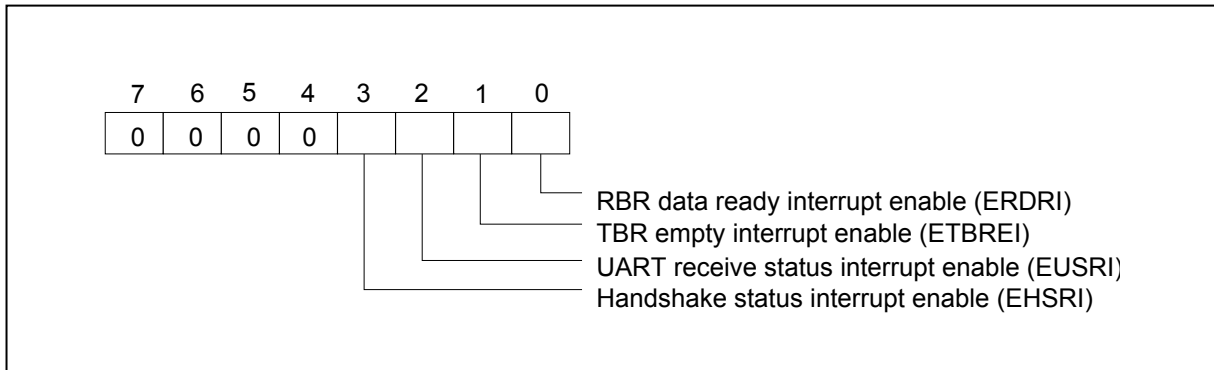 7 6 5 4 3 2 1 0
0 0 0 0
RBR data ready interrupt enable (ERDRI)
TBR empty interrupt enable (ETBREI)
UART receive status interrupt enable (EUSRI)
Handshake status interrupt enable (EHSRI)